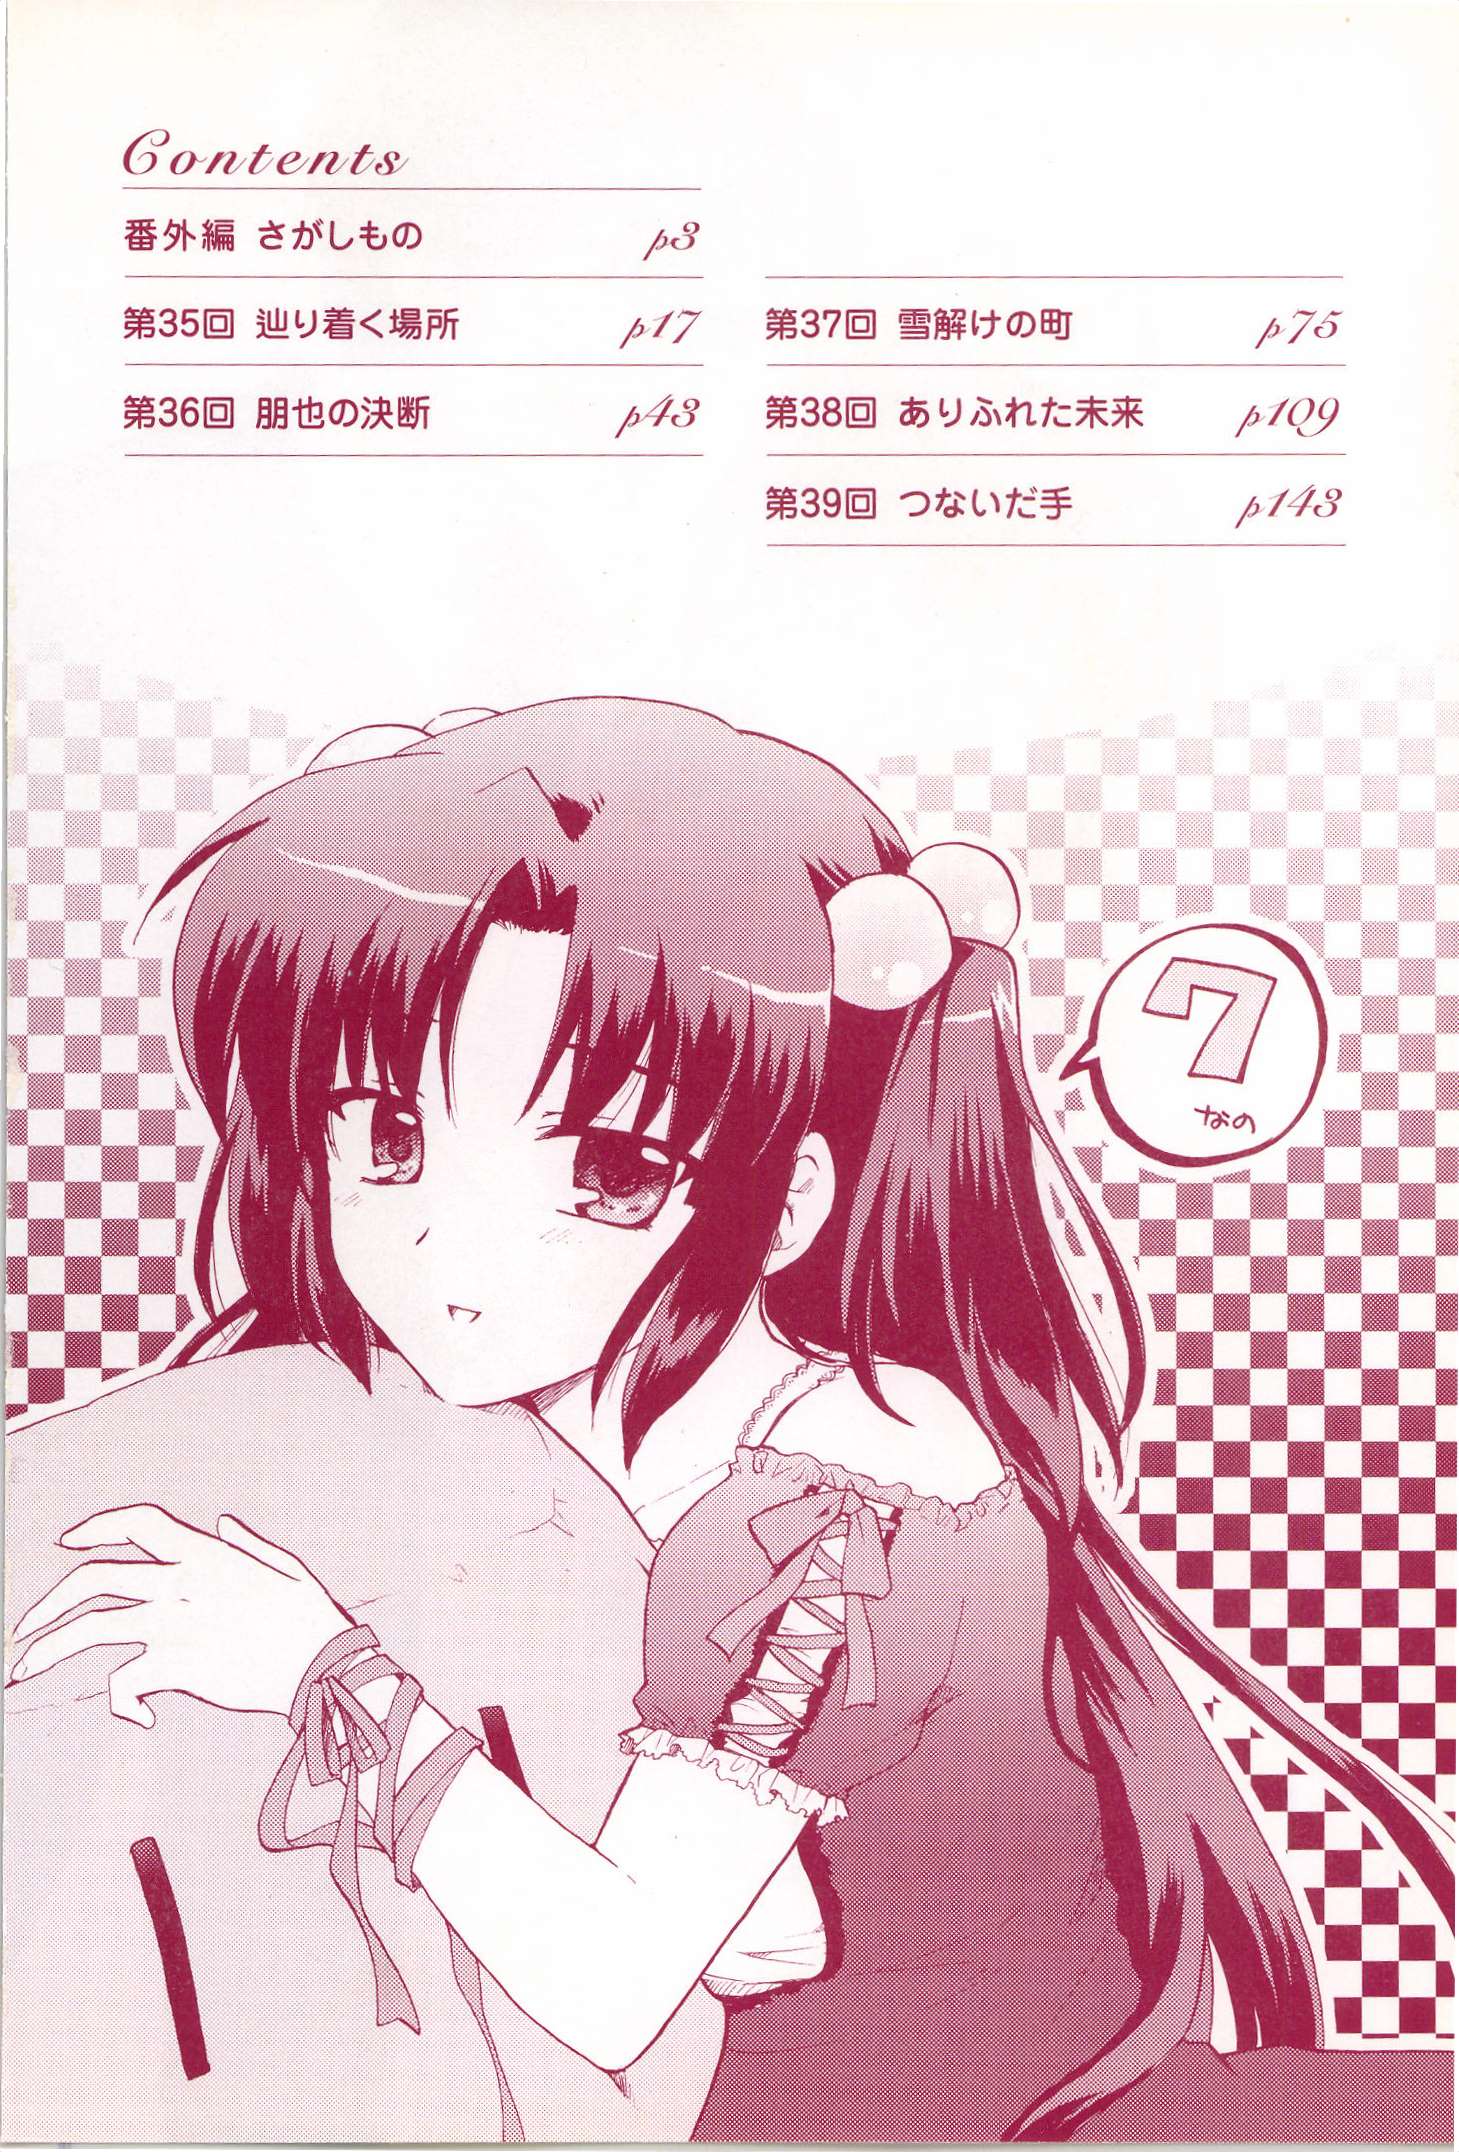 Contents
番外編 さがしもの p3
第35回 辿り着く場所 p17
第36回 朋也の決断 p43
第37回 雪解けの町 p75
第38回 ありふれた未来 p109
第39回 つないだ手 p143
7
なの